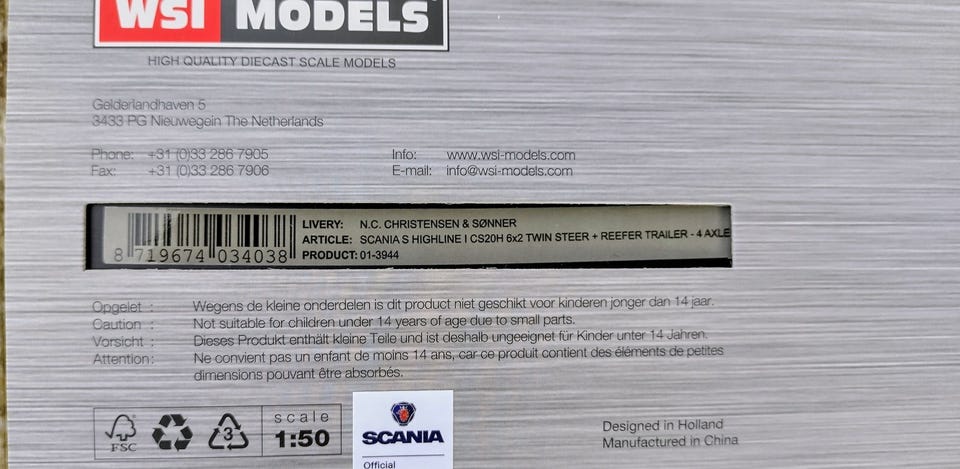 WSI MODELS
HIGH QUALITY DIECAST SCALE MODELS
Gelderlandhaven 5
3433 PG Nieuwegein The Netherlands
Phone: +31 (0)33 286 7905
Fax: +31 (0)33 286 7906
Info: www.wsi-models.com
E-mail: info@wsi-models.com
8 719674 034038
LIVERY: N.C. CHRISTENSEN & SØNNER
ARTICLE: SCANIA S HIGHLINE I CS20H 6x2 TWIN STEER + REEFER TRAILER - 4 AXLE
PRODUCT: 01-3944
Opgelet : Wegens de kleine onderdelen is dit product niet geschikt voor kinderen jonger dan 14 jaar.
Caution : Not suitable for children under 14 years of age due to small parts.
Vorsicht : Dieses Produkt enthält kleine Teile und ist deshalb ungeeignet für Kinder unter 14 Jahren.
Attention: Ne convient pas un enfant de moins 14 ans, car ce produit contient des éléments de petites
dimensions pouvant être absorbés.
FSC
3
scale
1:50
SCANIA
Official
Designed in Holland
Manufactured in China